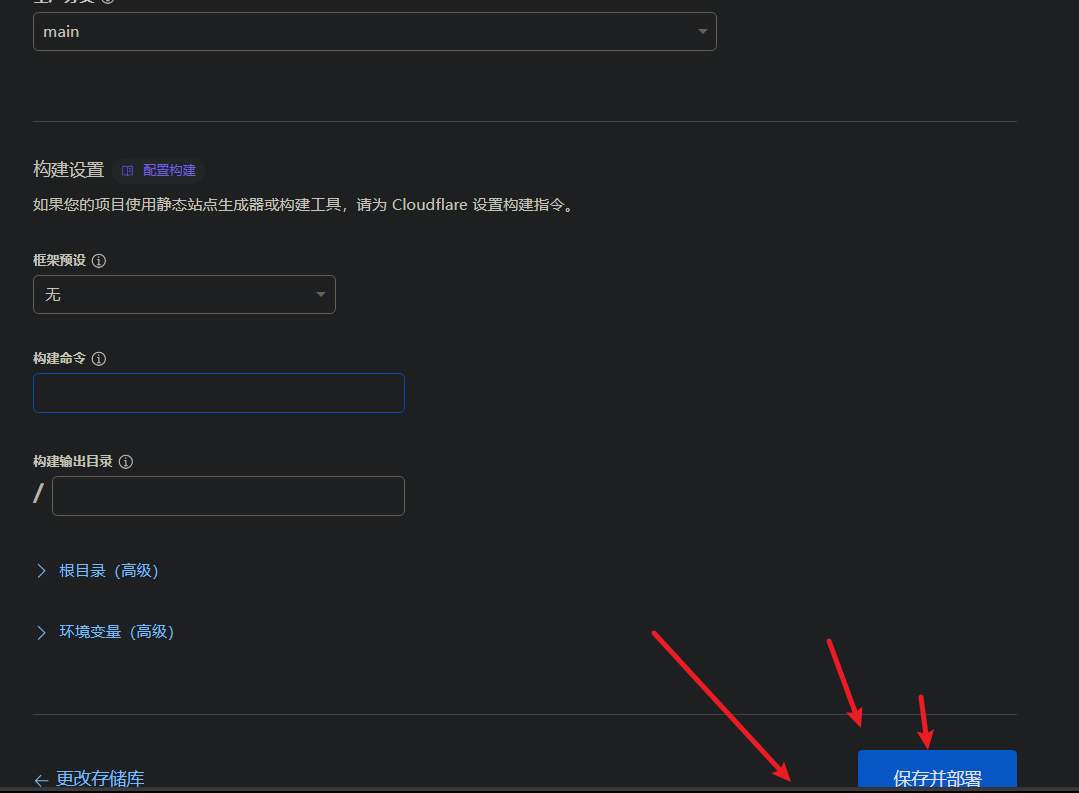 main
构建设置 配置构建
如果您的项目使用静态站点生成器或构建工具，请为 Cloudflare 设置构建指令。
框架预设
无
构建命令
构建输出目录
/
根目录（高级）
环境变量（高级）
更改存储库 保存并部署